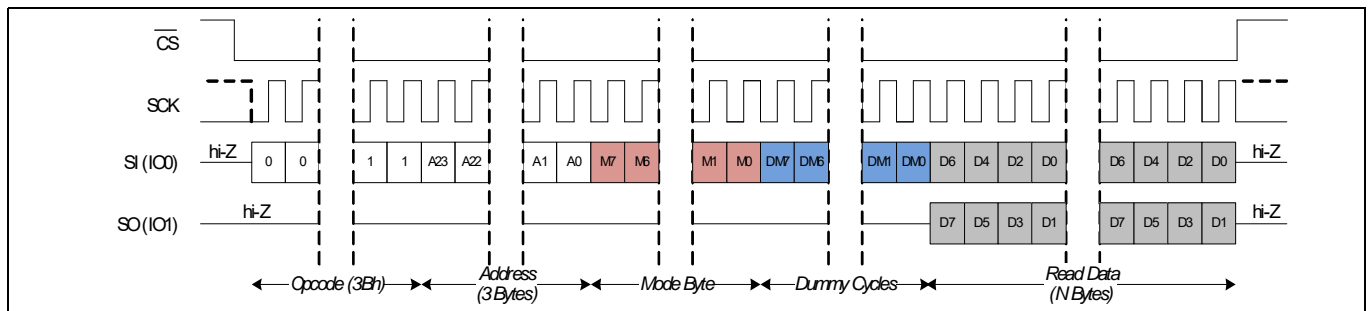 CS
SCK
hi-Z
SI (IO0) 0 0 1 1 A23 A22 A1 A0 M7 M6 M1 M0 DM7 DM6 DM1 DM0 D6 D4 D2 D0 D6 D4 D2 D0 hi-Z
hi-Z
SO (IO1) D7 D5 D3 D1 D7 D5 D3 D1 hi-Z
Opcode (3Bh) Address (3 Bytes) Mode Byte Dummy Cycles Read Data (N Bytes)